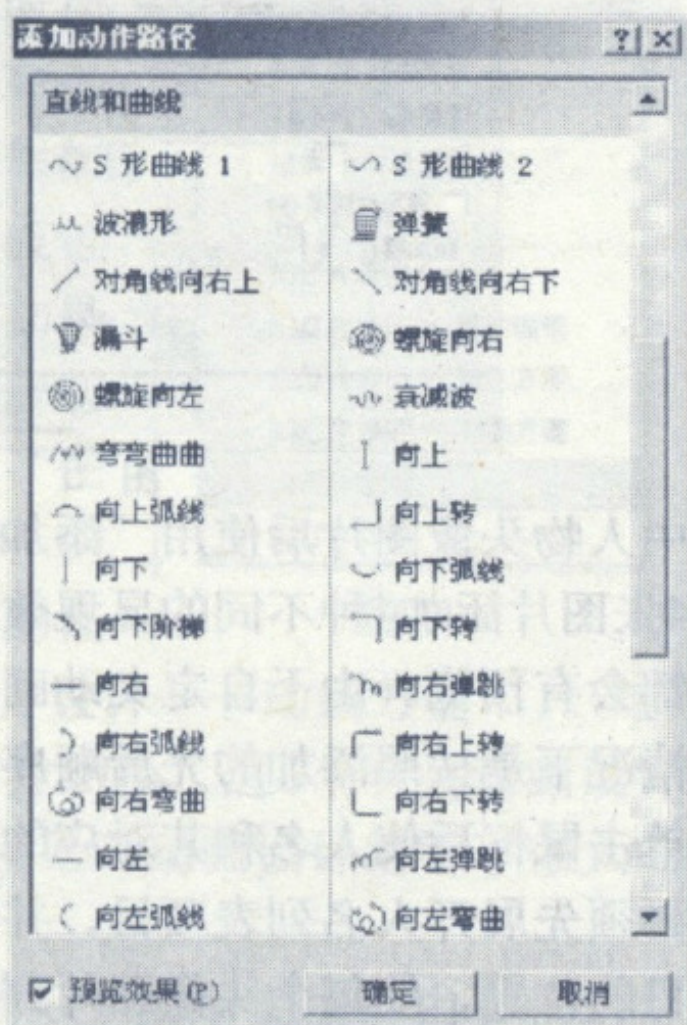 添加动作路径
直线和曲线
S 形曲线 1 S 形曲线 2
波浪形 弹簧
对角线向右上 对角线向右下
漏斗 螺旋向右
螺旋向左 衰减波
弯弯曲曲 向上
向上弧线 向上转
向下 向下弧线
向下阶梯 向下转
向右 向右弹跳
向右弧线 向右上转
向右弯曲 向右下转
向左 向左弹跳
向左弧线 向左弯曲
预览效果(P) 确定 取消